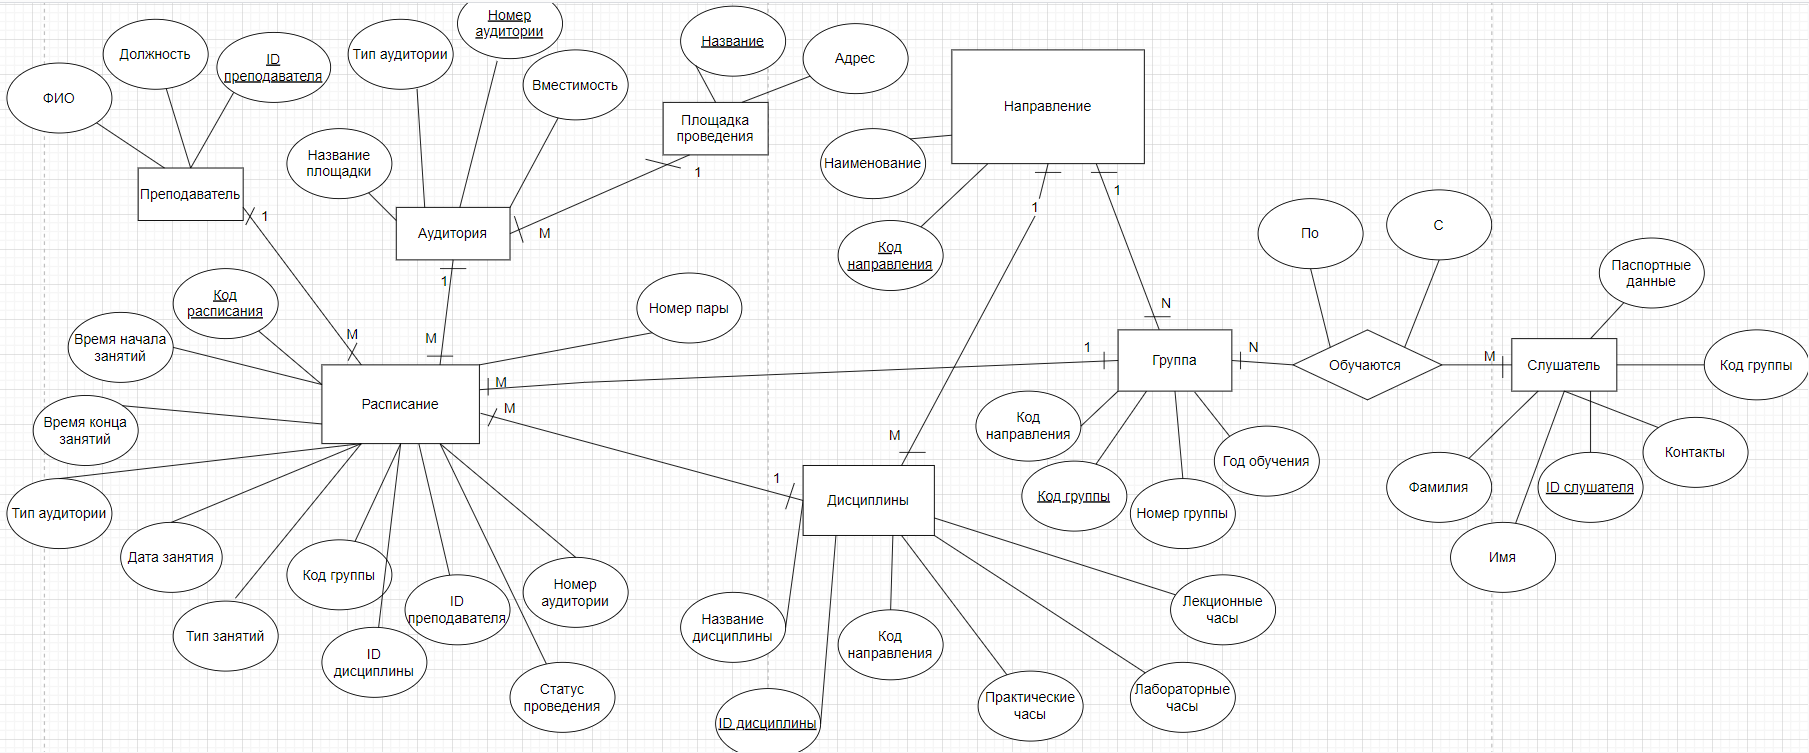 Номер
аудитории
Название
Должность
ID
преподавателя
Тип аудитории
Адрес
ФИО
Вместимость
Направление
Площадка
проведения
Название
площадки
Наименование
1
1
Преподаватель
1
1
Аудитория
М
По
С
Код
направления
Паспортные
данные
1
Код
расписания
Номер пары
N
Время начала
занятий
М
М
1
N
М
Группа
Обучаются
Слушатель
Код группы
М
Расписание
М
Время конца
занятий
Код
направления
М
Год обучения
Контакты
1
Дисциплины
Код группы
Номер группы
Фамилия
ID слушателя
Тип аудитории
Дата занятия
Имя
Код группы
ID
преподавателя
Номер
аудитории
Тип занятий
ID
дисциплины
Название
дисциплины
Код
направления
Лекционные
часы
Статус
проведения
ID дисциплины
Практические
часы
Лабораторные
часы